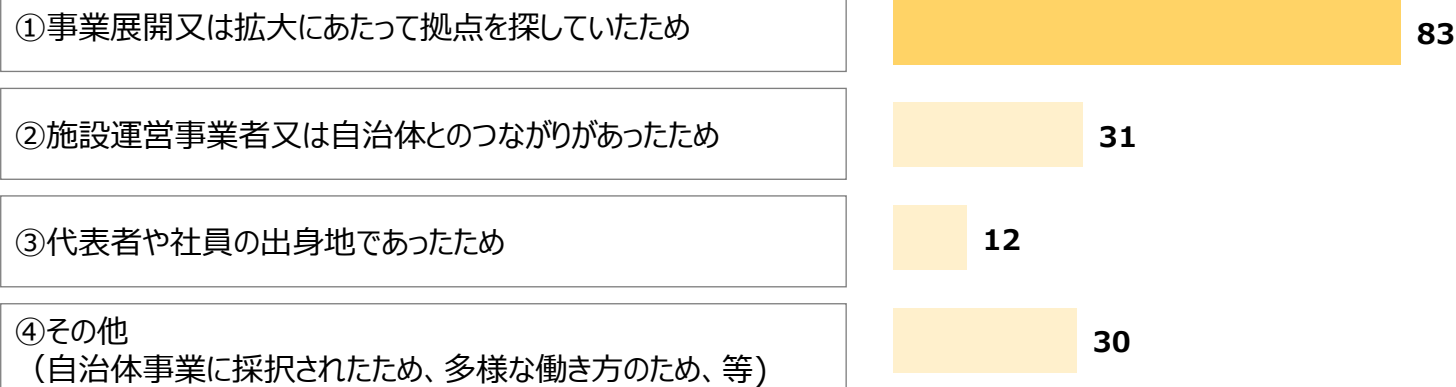 ①事業展開又は拡大にあたって拠点を探していたため
83
②施設運営事業者又は自治体とのつながりがあったため
31
③代表者や社員の出身地であったため
12
④その他
（自治体事業に採択されたため、多様な働き方のため、等）
30